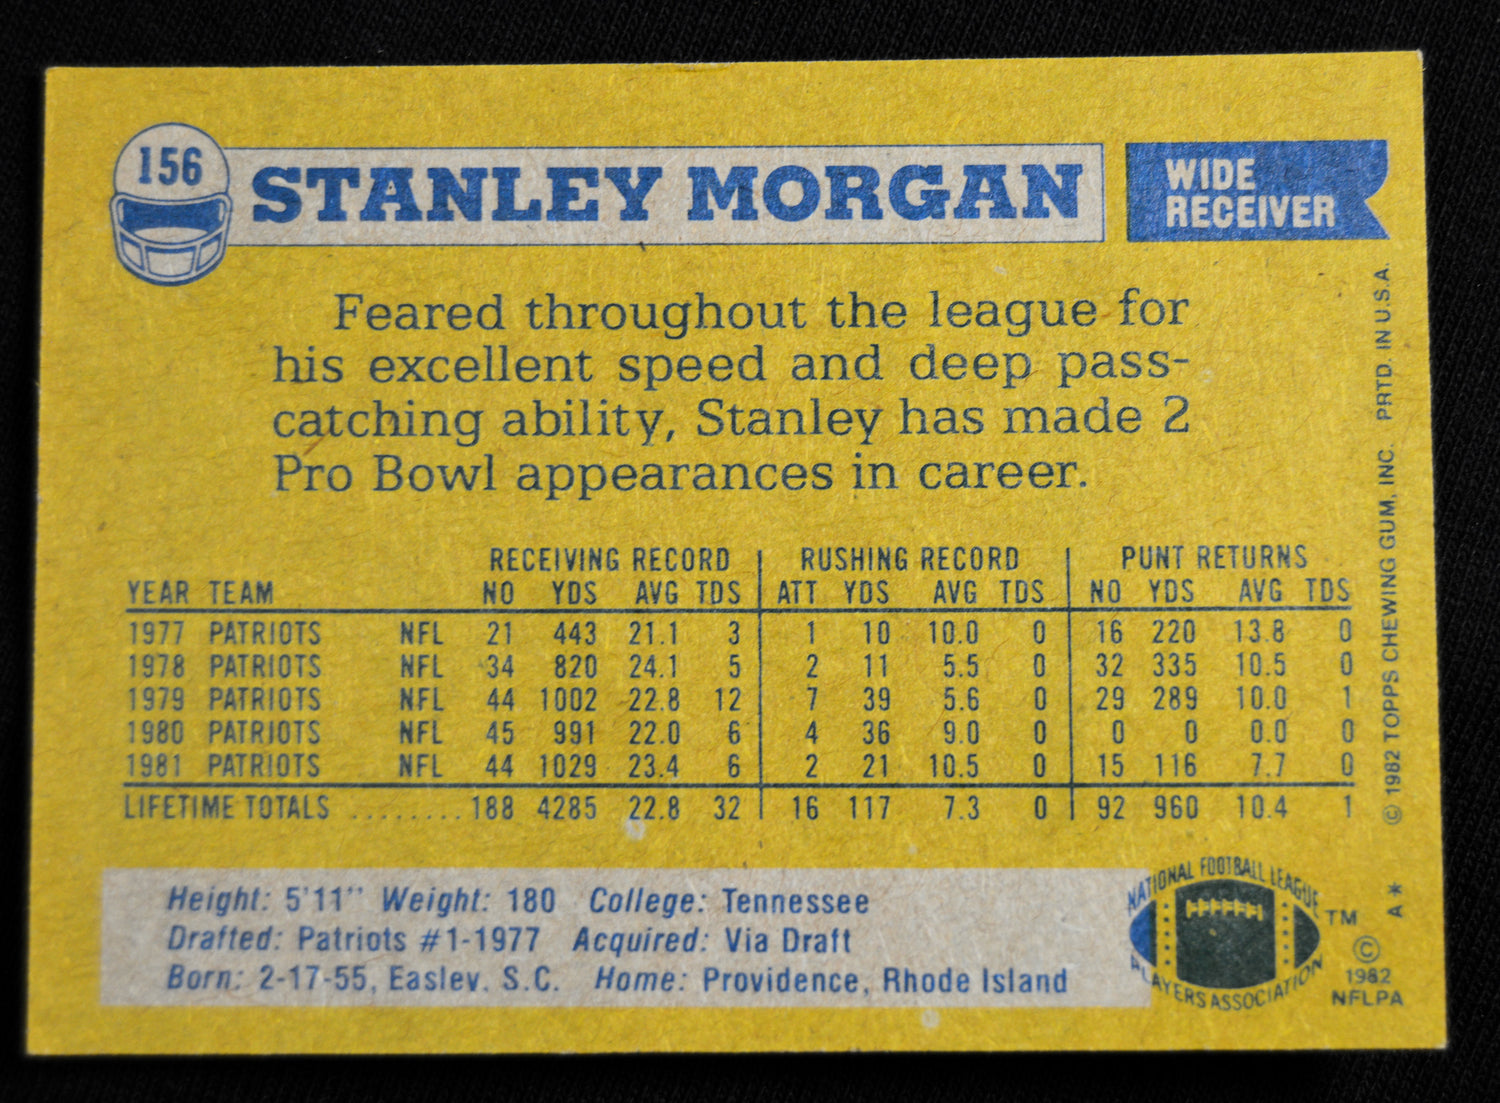 156
STANLEY MORGAN
WIDE
RECEIVER
Feared throughout the league for
his excellent speed and deep pass-
catching ability, Stanley has made 2
Pro Bowl appearances in career.
RECEIVING RECORD RUSHING RECORD PUNT RETURNS
YEAR TEAM NO YDS AVG TDS ATT YDS AVG TDS NO YDS AVG TDS
1977 PATRIOTS NFL 21 443 21.1 3 1 10 10.0 0 16 220 13.8 0
1978 PATRIOTS NFL 34 820 24.1 5 2 11 5.5 0 32 335 10.5 0
1979 PATRIOTS NFL 44 1002 22.8 12 7 39 5.6 0 29 289 10.0 1
1980 PATRIOTS NFL 45 991 22.0 6 4 36 9.0 0 0 0 0.0 0
1981 PATRIOTS NFL 44 1029 23.4 6 2 21 10.5 0 15 116 7.7 0
LIFETIME TOTALS ........ 188 4285 22.8 32 16 117 7.3 0 92 960 10.4 1
Height: 5'11'' Weight: 180 College: Tennessee
Drafted: Patriots #1-1977 Acquired: Via Draft
Born: 2-17-55, Easley, S.C. Home: Providence, Rhode Island
NATIONAL FOOTBALL LEAGUE
PLAYERS ASSOCIATION
TM
©
1982
NFLPA
© 1982 TOPPS CHEWING GUM, INC. PRTD. IN U.S.A.
A*